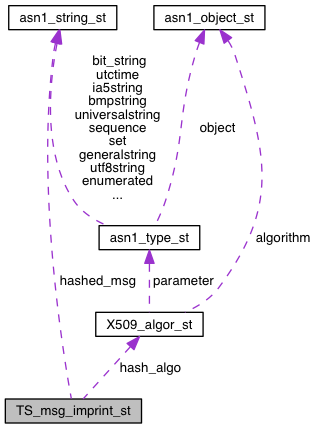 asn1_string_st
asn1_object_st
bit_string
utctime
ia5string
bmpstring
universalstring
sequence
set
generalstring
utf8string
enumerated
...
object
asn1_type_st
algorithm
hashed_msg
parameter
X509_algor_st
hash_algo
TS_msg_imprint_st